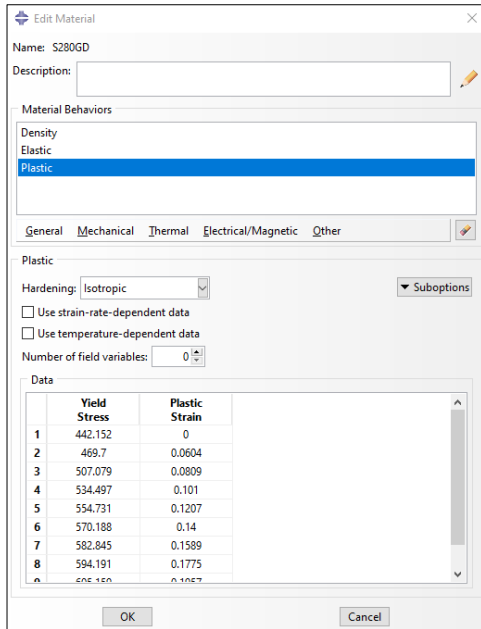 Edit Material
Name: S280GD
Description:
Material Behaviors
Density
Elastic
Plastic
General Mechanical Thermal Electrical/Magnetic Other
Plastic
Hardening: Isotropic Suboptions
Use strain-rate-dependent data
Use temperature-dependent data
Number of field variables: 0
Data
Yield Stress Plastic Strain
1 442.152 0
2 469.7 0.0604
3 507.079 0.0809
4 534.497 0.101
5 554.731 0.1207
6 570.188 0.14
7 582.845 0.1589
8 594.191 0.1775
OK Cancel